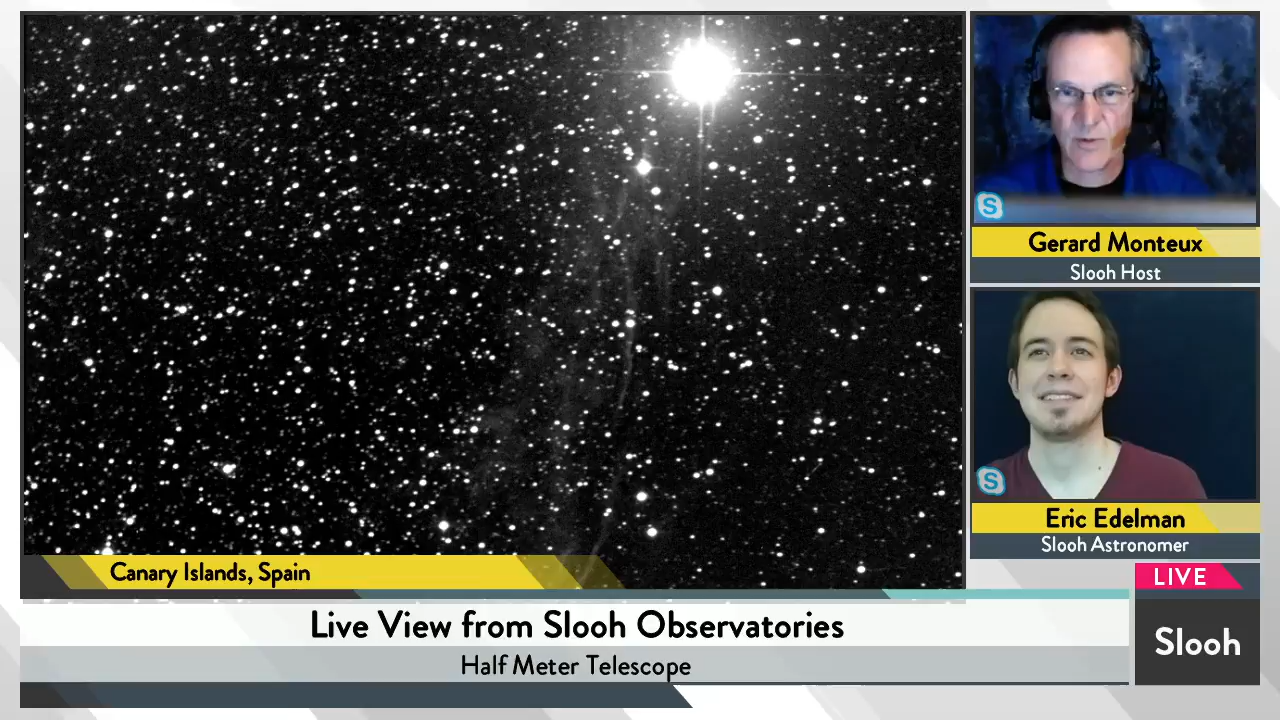 Gerard Monteux
Slooh Host
Eric Edelman
Slooh Astronomer
Canary Islands, Spain
LIVE
Live View from Slooh Observatories
Slooh
Half Meter Telescope